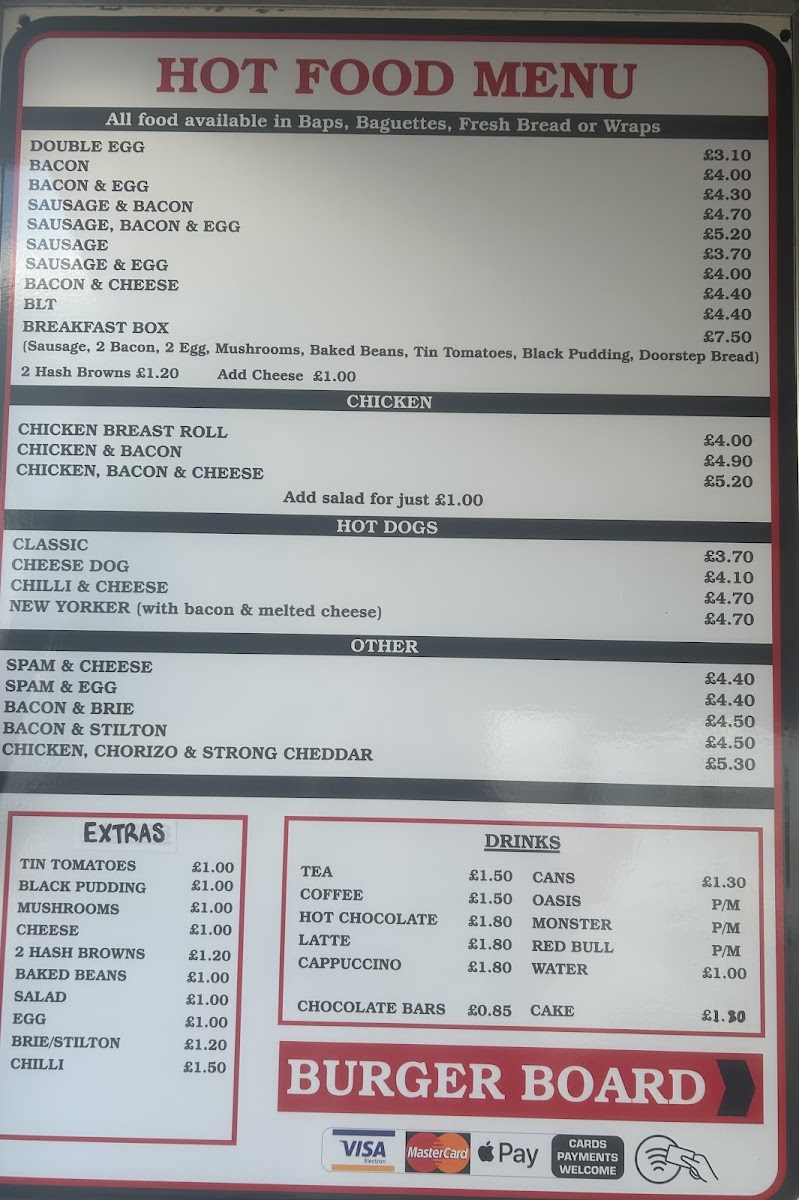 HOT FOOD MENU
All food available in Baps, Baguettes, Fresh Bread or Wraps
DOUBLE EGG £3.10
BACON £4.00
BACON & EGG £4.30
SAUSAGE & BACON £4.70
SAUSAGE, BACON & EGG £5.20
SAUSAGE £3.70
SAUSAGE & EGG £4.00
BACON & CHEESE £4.40
BLT £4.40
BREAKFAST BOX £7.50
(Sausage, 2 Bacon, 2 Egg, Mushrooms, Baked Beans, Tin Tomatoes, Black Pudding, Doorstep Bread)
2 Hash Browns £1.20 Add Cheese £1.00
CHICKEN
CHICKEN BREAST ROLL £4.00
CHICKEN & BACON £4.90
CHICKEN, BACON & CHEESE £5.20
Add salad for just £1.00
HOT DOGS
CLASSIC £3.70
CHEESE DOG £4.10
CHILLI & CHEESE £4.70
NEW YORKER (with bacon & melted cheese) £4.70
OTHER
SPAM & CHEESE £4.40
SPAM & EGG £4.40
BACON & BRIE £4.50
BACON & STILTON £4.50
CHICKEN, CHORIZO & STRONG CHEDDAR £5.30
EXTRAS
TIN TOMATOES £1.00
BLACK PUDDING £1.00
MUSHROOMS £1.00
CHEESE £1.00
2 HASH BROWNS £1.20
BAKED BEANS £1.00
SALAD £1.00
EGG £1.00
BRIE/STILTON £1.20
CHILLI £1.50
DRINKS
TEA £1.50 CANS £1.30
COFFEE £1.50 OASIS P/M
HOT CHOCOLATE £1.80 MONSTER P/M
LATTE £1.80 RED BULL P/M
CAPPUCCINO £1.80 WATER £1.00
CHOCOLATE BARS £0.85 CAKE
BURGER BOARD
VISA
Electron
MasterCard
Pay
CARDS
PAYMENTS
WELCOME